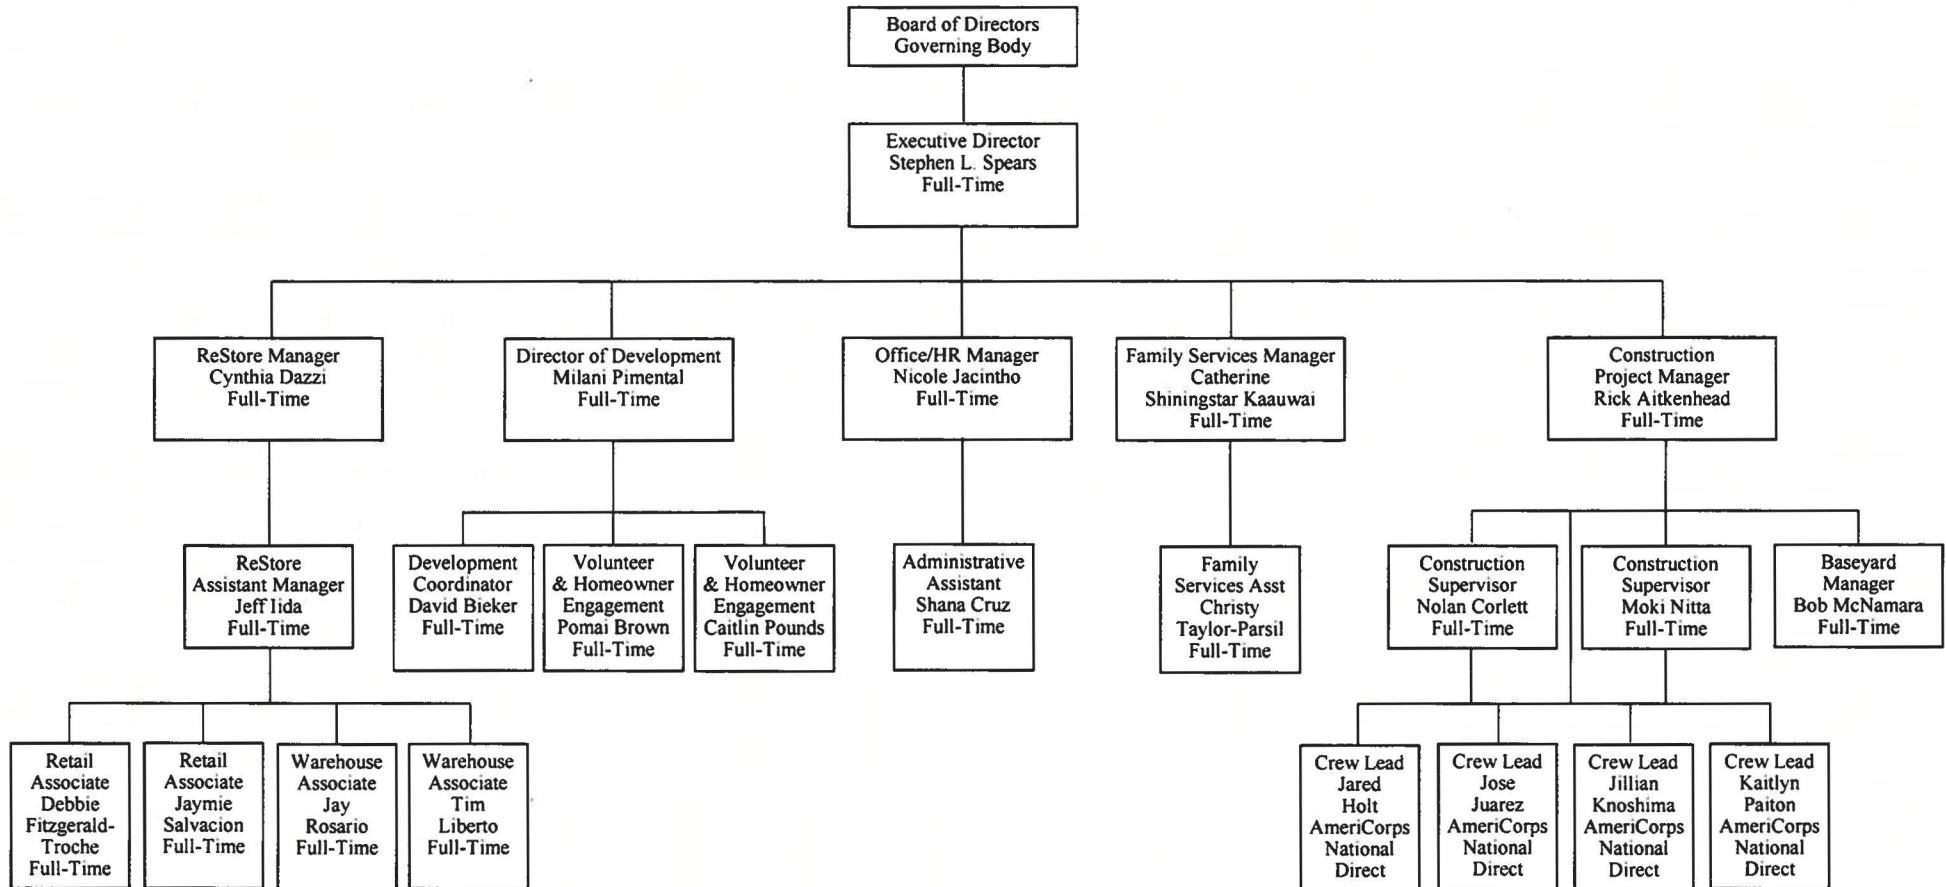 Board of Directors
Governing Body
Executive Director
Stephen L. Spears
Full-Time
ReStore Manager
Cynthia Dazzi
Full-Time
Director of Development
Milani Pimental
Full-Time
Office/HR Manager
Nicole Jacintho
Full-Time
Family Services Manager
Catherine
Shiningstar Kaauwai
Full-Time
Construction
Project Manager
Rick Aitkenhead
Full-Time
ReStore
Assistant Manager
Jeff Iida
Full-Time
Development
Coordinator
David Bieker
Full-Time
Volunteer
& Homeowner
Engagement
Pomai Brown
Full-Time
Volunteer
& Homeowner
Engagement
Caitlin Pounds
Full-Time
Administrative
Assistant
Shana Cruz
Full-Time
Family
Services Asst
Christy
Taylor-Parsil
Full-Time
Construction
Supervisor
Nolan Corlett
Full-Time
Construction
Supervisor
Moki Nitta
Full-Time
Baseyard
Manager
Bob McNamara
Full-Time
Retail
Associate
Debbie
Fitzgerald-
Troche
Full-Time
Retail
Associate
Jaymie
Salvacion
Full-Time
Warehouse
Associate
Jay
Rosario
Full-Time
Warehouse
Associate
Tim
Liberto
Full-Time
Crew Lead
Jared
Holt
AmeriCorps
National
Direct
Crew Lead
Jose
Juarez
AmeriCorps
National
Direct
Crew Lead
Jillian
Knoshima
AmeriCorps
National
Direct
Crew Lead
Kaitlyn
Paiton
AmeriCorps
National
Direct